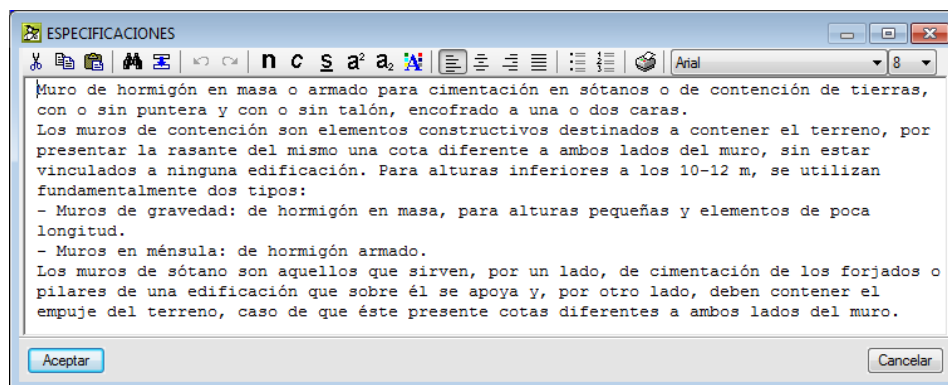 ESPECIFICACIONES
n c s a² a₂ A Arial 8
Muro de hormigón en masa o armado para cimentación en sótanos o de contención de tierras,
con o sin puntera y con o sin talón, encofrado a una o dos caras.
Los muros de contención son elementos constructivos destinados a contener el terreno, por
presentar la rasante del mismo una cota diferente a ambos lados del muro, sin estar
vinculados a ninguna edificación. Para alturas inferiores a los 10-12 m, se utilizan
fundamentalmente dos tipos:
- Muros de gravedad: de hormigón en masa, para alturas pequeñas y elementos de poca
longitud.
- Muros en ménsula: de hormigón armado.
Los muros de sótano son aquellos que sirven, por un lado, de cimentación de los forjados o
pilares de una edificación que sobre él se apoya y, por otro lado, deben contener el
empuje del terreno, caso de que éste presente cotas diferentes a ambos lados del muro.
Aceptar Cancelar